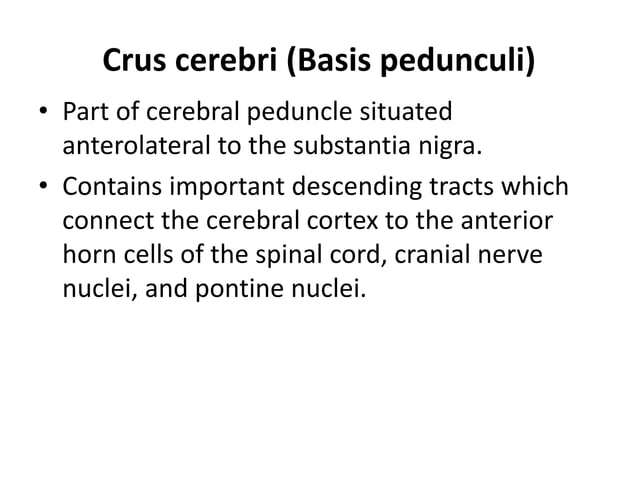 Crus cerebri (Basis pedunculi)
• Part of cerebral peduncle situated
anterolateral to the substantia nigra.
• Contains important descending tracts which
connect the cerebral cortex to the anterior
horn cells of the spinal cord, cranial nerve
nuclei, and pontine nuclei.